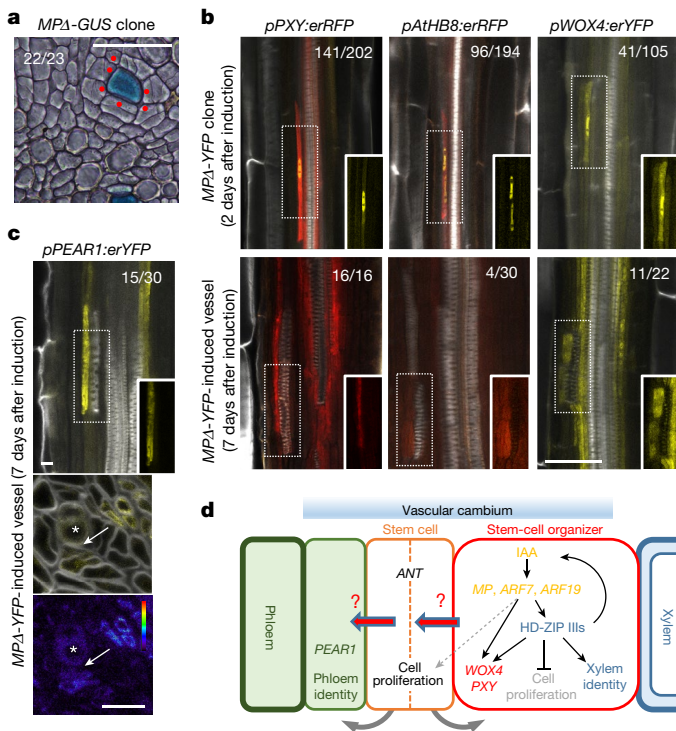 a
MPΔ-GUS clone
22/23
b
pPXY:erRFP
pAtHB8:erRFP
pWOX4:erYFP
MPΔ-YFP clone
(2 days after induction)
141/202
96/194
41/105
MPΔ-YFP-induced vessel
(7 days after induction)
16/16
4/30
11/22
c
pPEAR1:erYFP
MPΔ-YFP-induced vessel (7 days after induction)
15/30
*
*
d
Vascular cambium
Stem cell
Stem-cell organizer
Phloem
PEAR1
Phloem
identity
?
ANT
Cell
proliferation
?
IAA
MP, ARF7, ARF19
HD-ZIP IIIs
WOX4
PXY
Cell
proliferation
Xylem
identity
Xylem